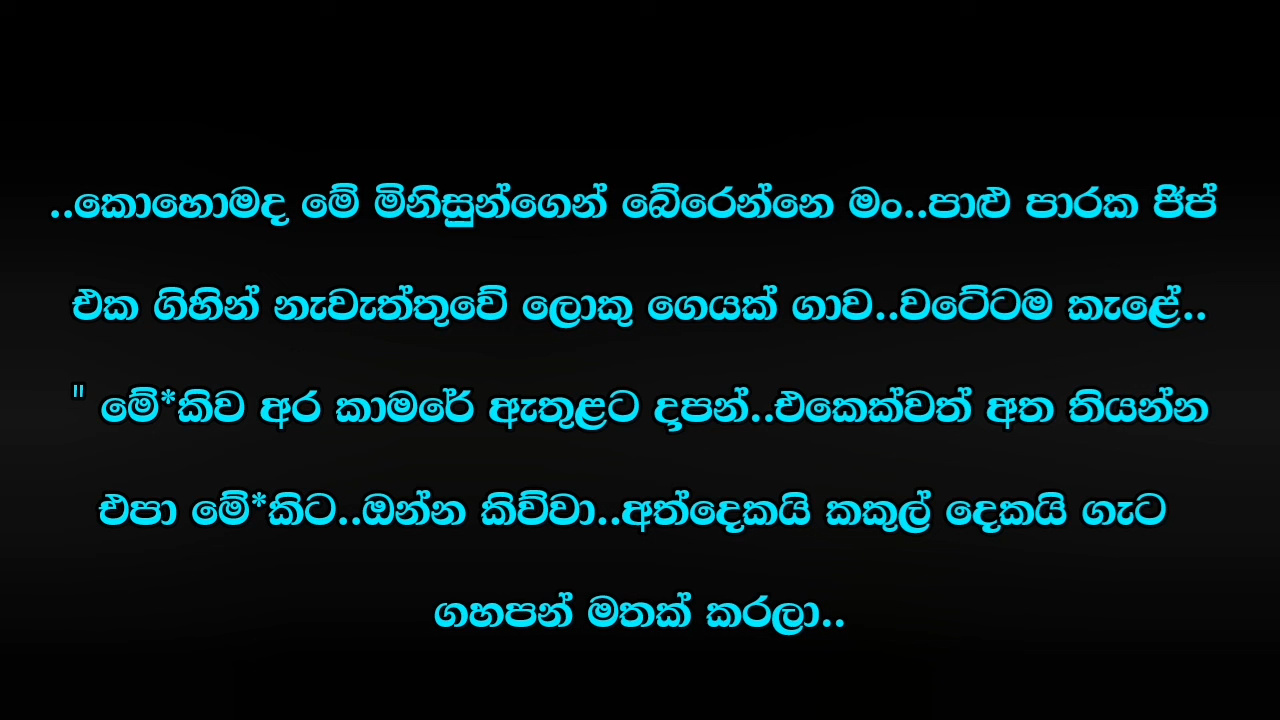 ..කොහොමද මේ මිනිසුන්ගෙන් බේරෙන්නෙ මං..පාළු පාරක ජිප්
එක ගිහින් නැවැත්තුවේ ලොකු ගෙයක් ගාව..වටේටම කැළේ..
" මේ*කිව අර කාමරේ ඇතුළට දාපන්..එකෙක්වත් අත තියන්න
එපා මේ*කිට..ඔන්න කිව්වා..අත්දෙකයි කකුල් දෙකයි ගැට
ගහපන් මතක් කරලා..